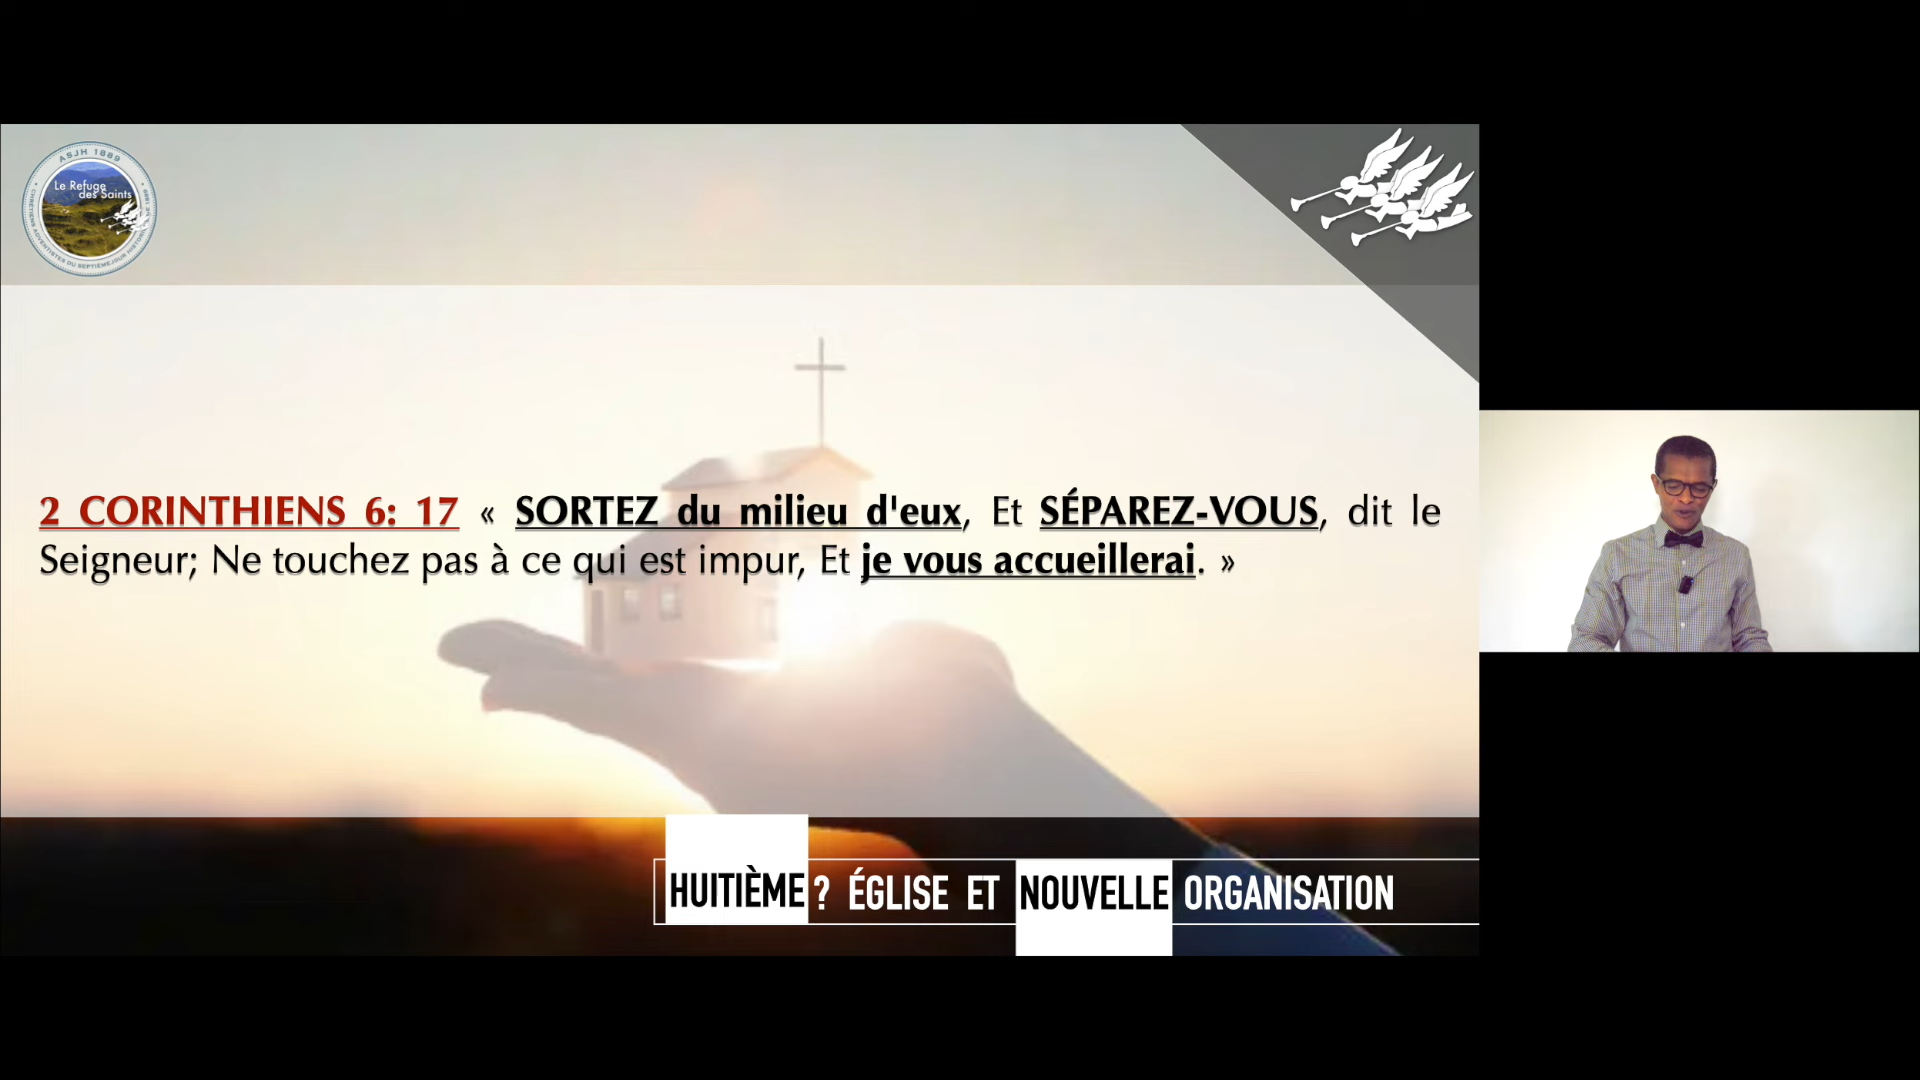 ASJH 1889
Le Refuge
des Saints
2 CORINTHIENS 6: 17 « SORTEZ du milieu d'eux, Et SÉPAREZ-VOUS, dit le
Seigneur; Ne touchez pas à ce qui est impur, Et je vous accueillerai. »
HUITIÈME ? ÉGLISE ET NOUVELLE ORGANISATION